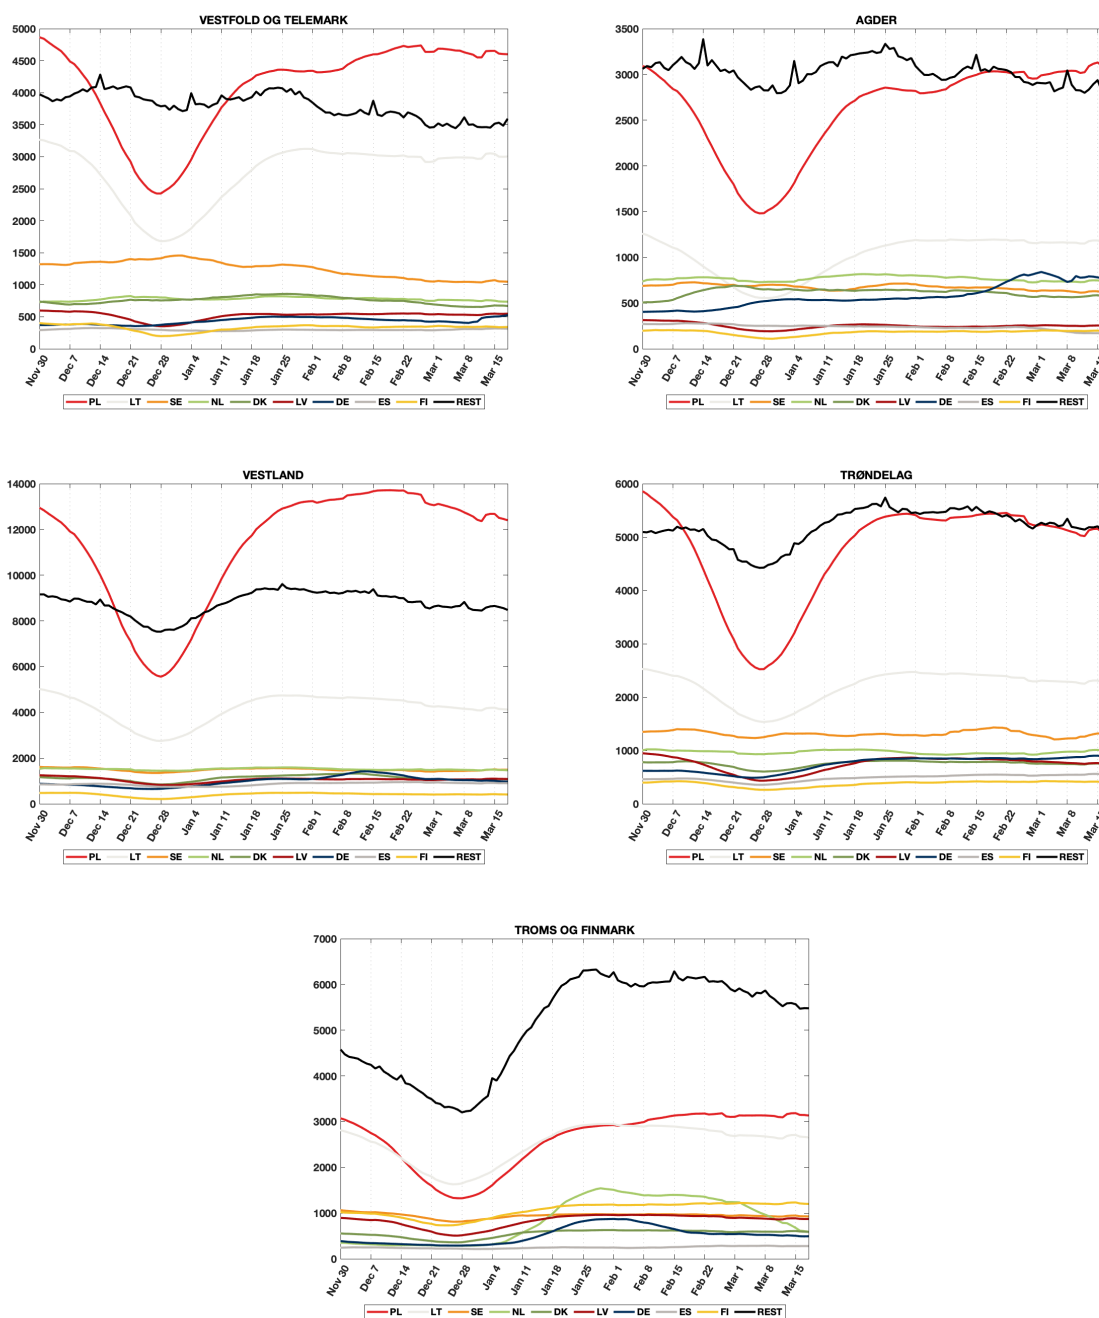 VESTFOLD OG TELEMARK
5000
4500
4000
3500
3000
2500
2000
1500
1000
500
0
Nov 30 Dec 7 Dec 14 Dec 21 Dec 28 Jan 4 Jan 11 Jan 18 Jan 25 Feb 1 Feb 8 Feb 15 Feb 22 Mar 1 Mar 8 Mar 15
PL LT SE NL DK LV DE ES FI REST
AGDER
3500
3000
2500
2000
1500
1000
500
0
Nov 30 Dec 7 Dec 14 Dec 21 Dec 28 Jan 4 Jan 11 Jan 18 Jan 25 Feb 1 Feb 8 Feb 15 Feb 22 Mar 1 Mar 8 Mar 1
PL LT SE NL DK LV DE ES FI REST
VESTLAND
14000
12000
10000
8000
6000
4000
2000
0
Nov 30 Dec 7 Dec 14 Dec 21 Dec 28 Jan 4 Jan 11 Jan 18 Jan 25 Feb 1 Feb 8 Feb 15 Feb 22 Mar 1 Mar 8 Mar 15
PL LT SE NL DK LV DE ES FI REST
TRØNDELAG
6000
5000
4000
3000
2000
1000
0
Nov 30 Dec 7 Dec 14 Dec 21 Dec 28 Jan 4 Jan 11 Jan 18 Jan 25 Feb 1 Feb 8 Feb 15 Feb 22 Mar 1 Mar 8 Mar 1
PL LT SE NL DK LV DE ES FI REST
TROMS OG FINMARK
7000
6000
5000
4000
3000
2000
1000
0
Nov 30 Dec 7 Dec 14 Dec 21 Dec 28 Jan 4 Jan 11 Jan 18 Jan 25 Feb 1 Feb 8 Feb 15 Feb 22 Mar 1 Mar 8 Mar 15
PL LT SE NL DK LV DE ES FI REST